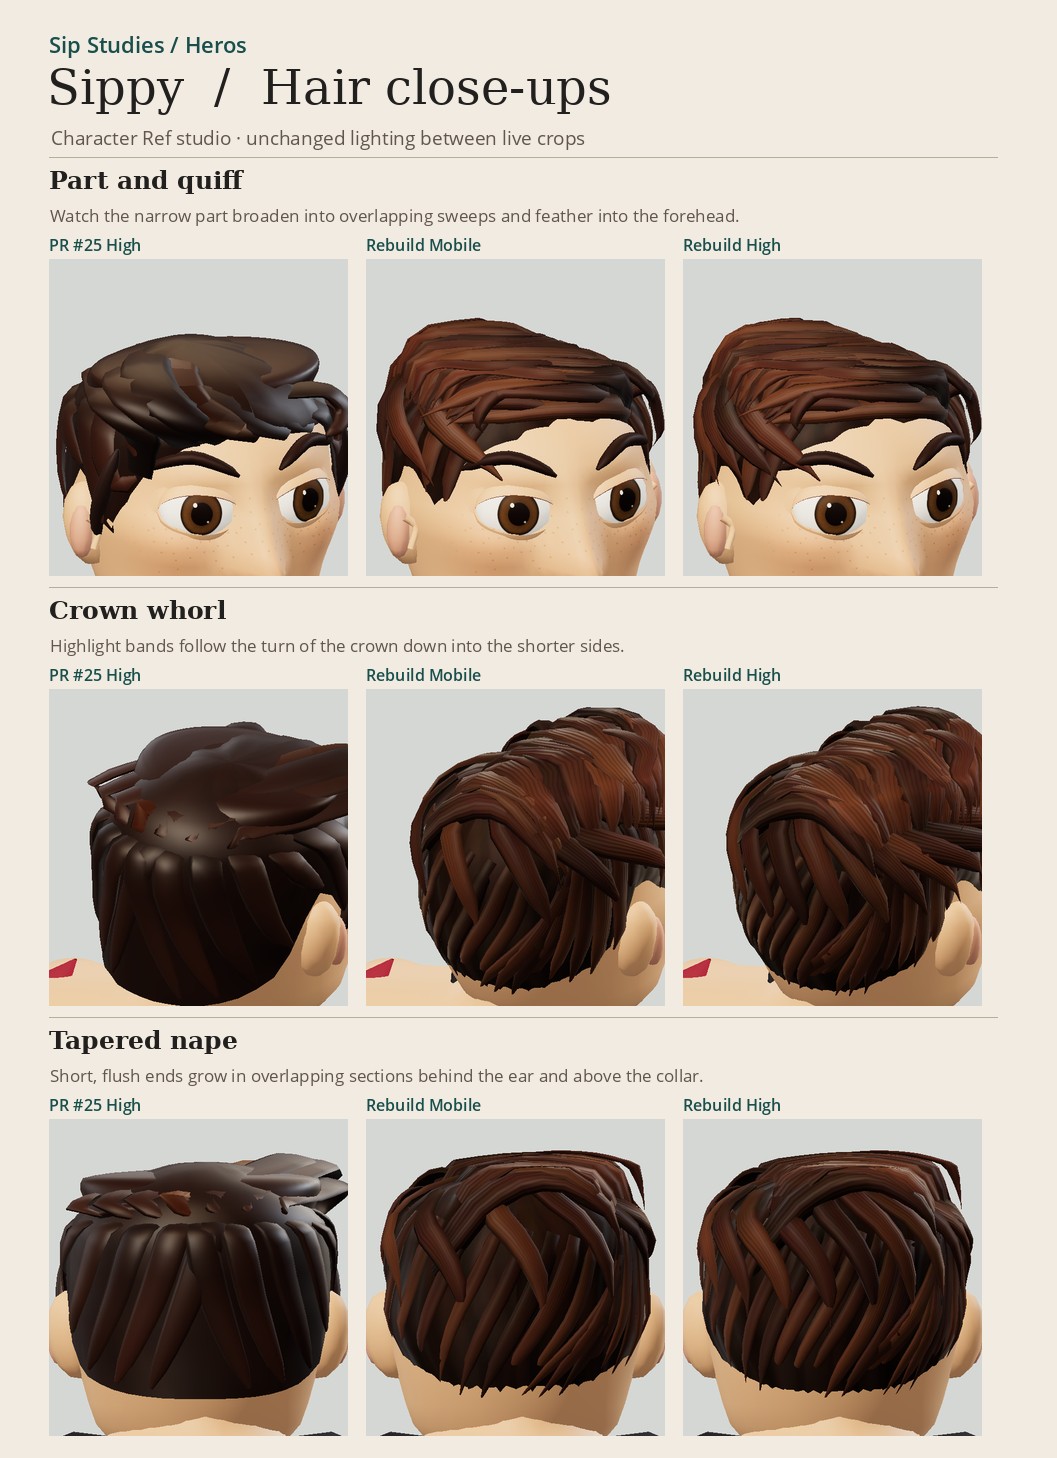 Sip Studies / Heros
Sippy / Hair close-ups
Character Ref studio · unchanged lighting between live crops
Part and quiff
Watch the narrow part broaden into overlapping sweeps and feather into the forehead.
PR #25 High Rebuild Mobile Rebuild High
Crown whorl
Highlight bands follow the turn of the crown down into the shorter sides.
PR #25 High Rebuild Mobile Rebuild High
Tapered nape
Short, flush ends grow in overlapping sections behind the ear and above the collar.
PR #25 High Rebuild Mobile Rebuild High